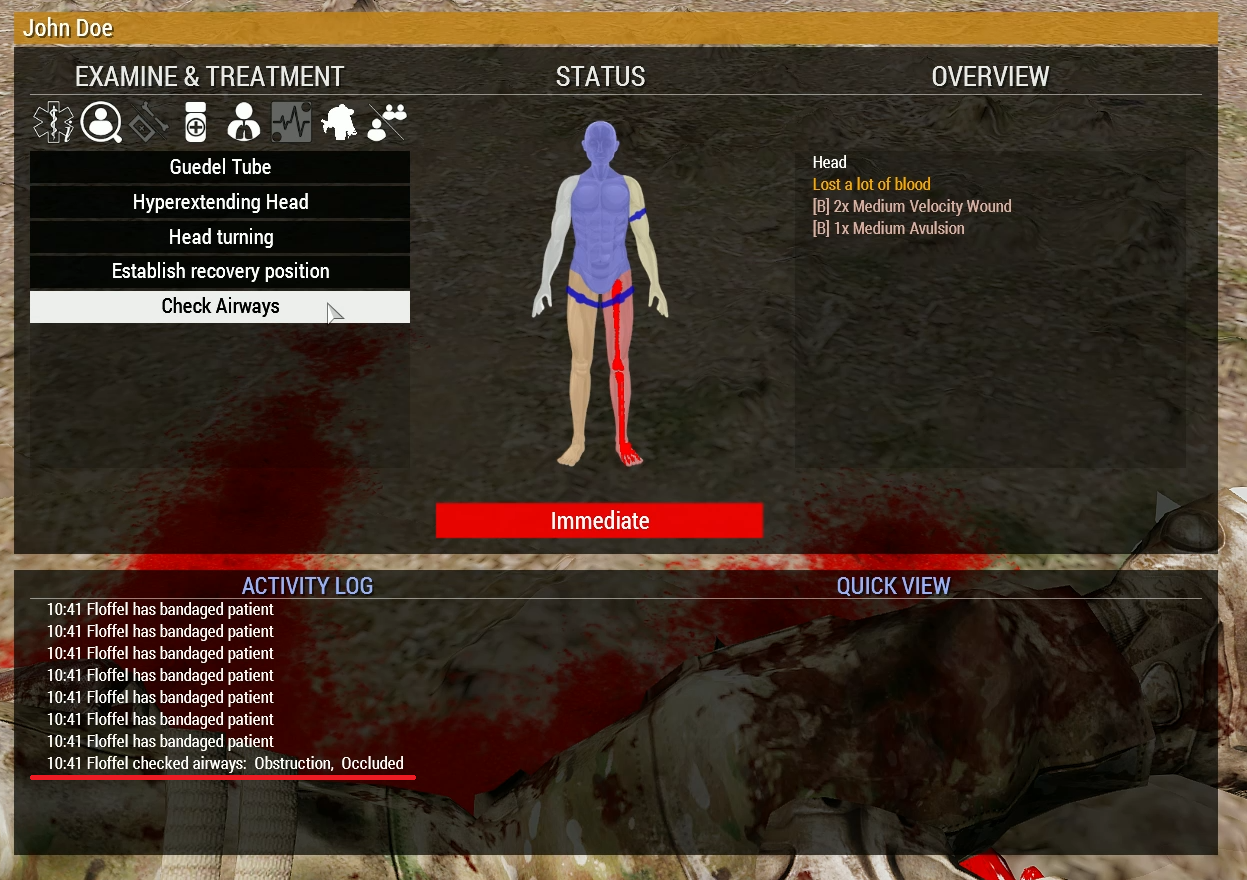 John Doe
EXAMINE & TREATMENT
STATUS
OVERVIEW
Guedel Tube
Hyperextending Head
Head turning
Establish recovery position
Check Airways
Head
Lost a lot of blood
[B] 2x Medium Velocity Wound
[B] 1x Medium Avulsion
Immediate
ACTIVITY LOG
QUICK VIEW
10:41 Floffel has bandaged patient
10:41 Floffel has bandaged patient
10:41 Floffel has bandaged patient
10:41 Floffel has bandaged patient
10:41 Floffel has bandaged patient
10:41 Floffel has bandaged patient
10:41 Floffel has bandaged patient
10:41 Floffel checked airways:  Obstruction,  Occluded